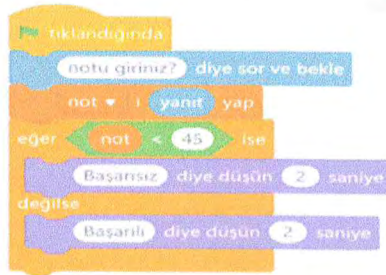 tıklandığında
notu giriniz? diye sor ve bekle
not ı yanıt yap
eğer not < 45 ise
Başarısız diye düşün 2 saniye
değilse
Başarılı diye düşün 2 saniye